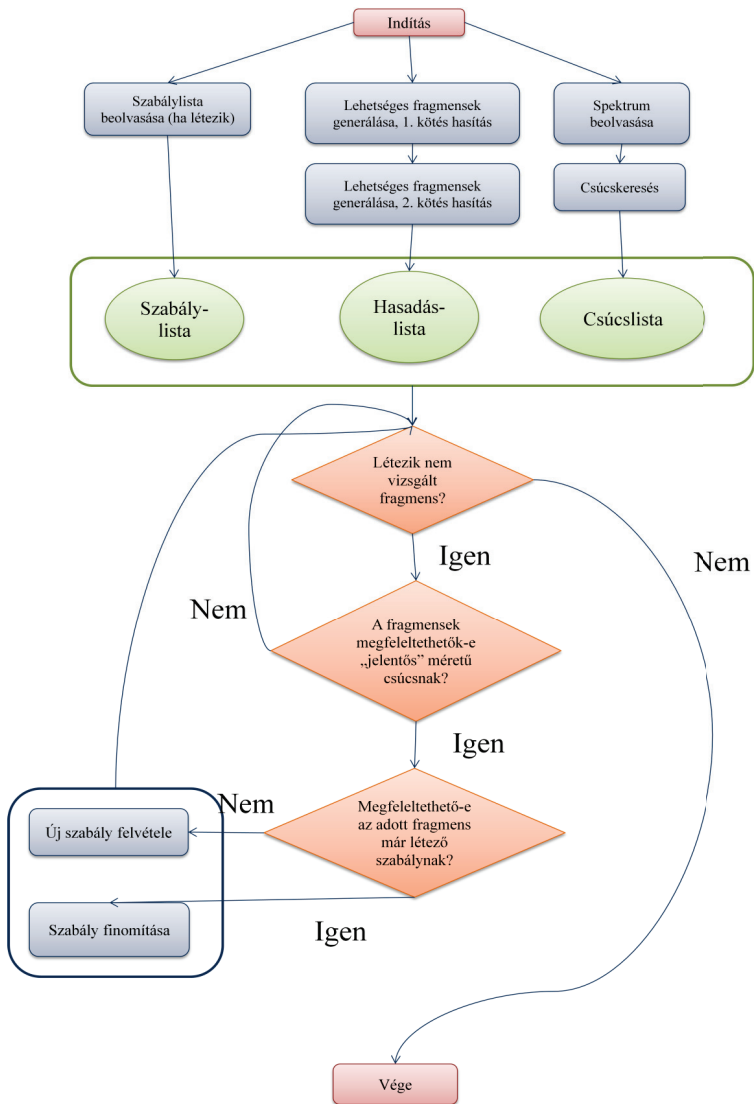 Indítás
Szabálylista
beolvasása (ha létezik)
Lehetséges fragmensek
generálása, 1. kötés hasítás
Spektrum
beolvasása
Lehetséges fragmensek
generálása, 2. kötés hasítás
Csúcskeresés
Szabály-
lista
Hasadás-
lista
Csúcslista
Létezik nem
vizsgált
fragmens?
Igen
Nem
Nem
A fragmensek
megfeleltethetők-e
„jelentős” méretű
csúcsnak?
Igen
Nem
Megfeleltethető-e
az adott fragmens
már létező
szabálynak?
Új szabály felvétele
Szabály finomítása
Igen
Vége